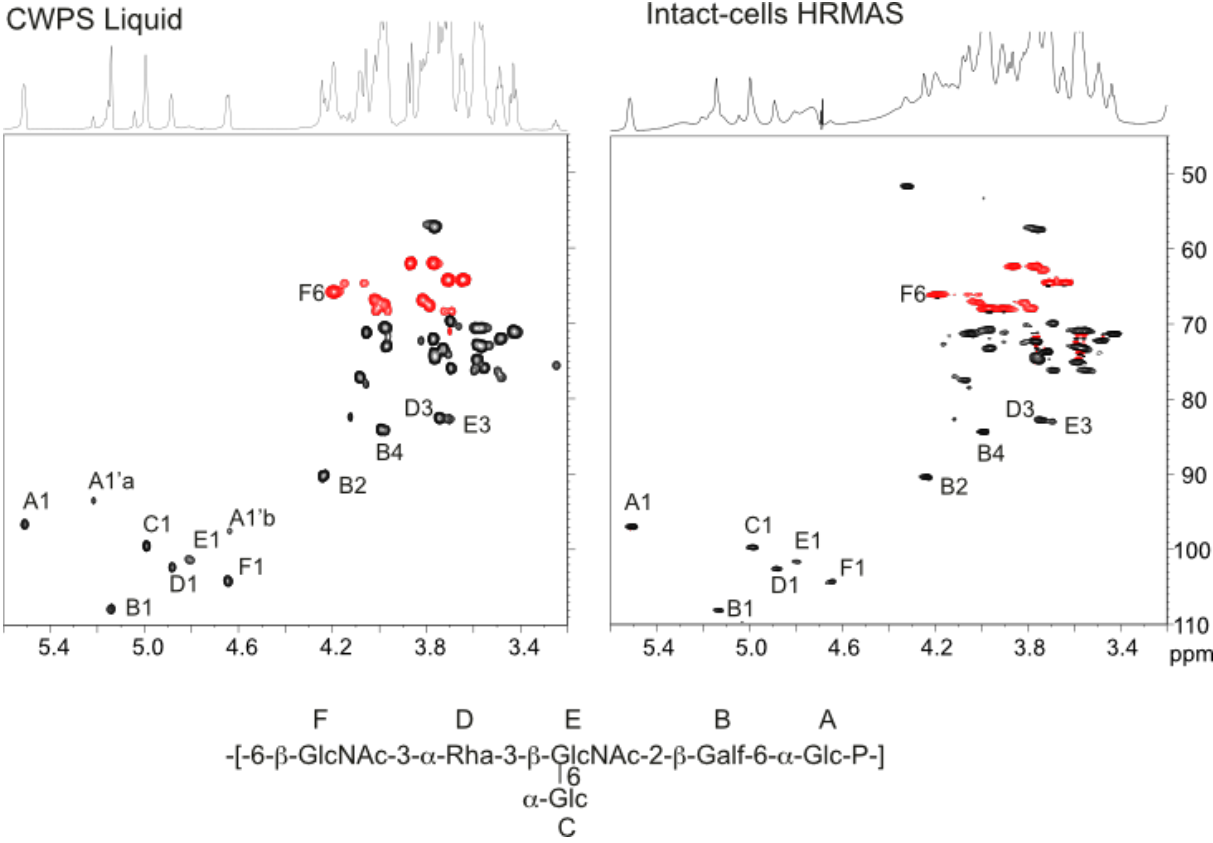 CWPS Liquid
Intact-cells HRMAS
F6
D3
E3
B4
B2
A1
A1'a
C1
E1
A1'b
D1
F1
B1
5.4 5.0 4.6 4.2 3.8 3.4
F6
D3
E3
B4
B2
A1
C1
E1
D1
F1
B1
50
60
70
80
90
100
110
5.4 5.0 4.6 4.2 3.8 3.4
ppm
F D E B A
-[-6-β-GlcNAc-3-α-Rha-3-β-GlcNAc-2-β-Galf-6-α-Glc-P-]
6
α-Glc
C